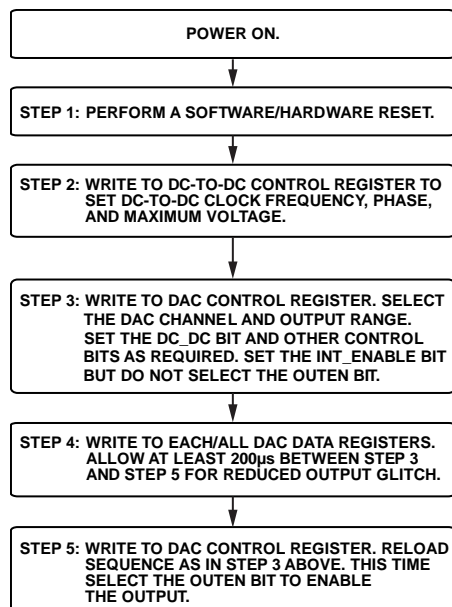 POWER ON.
STEP 1: PERFORM A SOFTWARE/HARDWARE RESET.
STEP 2: WRITE TO DC-TO-DC CONTROL REGISTER TO
SET DC-TO-DC CLOCK FREQUENCY, PHASE,
AND MAXIMUM VOLTAGE.
STEP 3: WRITE TO DAC CONTROL REGISTER. SELECT
THE DAC CHANNEL AND OUTPUT RANGE.
SET THE DC_DC BIT AND OTHER CONTROL
BITS AS REQUIRED. SET THE INT_ENABLE BIT
BUT DO NOT SELECT THE OUTEN BIT.
STEP 4: WRITE TO EACH/ALL DAC DATA REGISTERS.
ALLOW AT LEAST 200µs BETWEEN STEP 3
AND STEP 5 FOR REDUCED OUTPUT GLITCH.
STEP 5: WRITE TO DAC CONTROL REGISTER. RELOAD
SEQUENCE AS IN STEP 3 ABOVE. THIS TIME
SELECT THE OUTEN BIT TO ENABLE
THE OUTPUT.